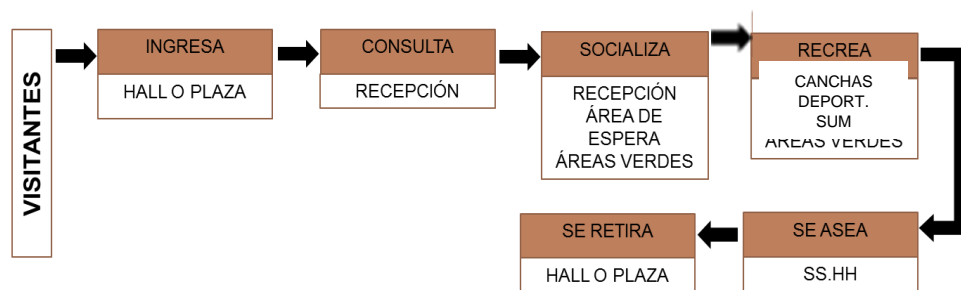 VISITANTES
INGRESA
HALL O PLAZA
CONSULTA
RECEPCIÓN
SOCIALIZA
RECEPCIÓN
ÁREA DE
ESPERA
ÁREAS VERDES
RECREA
CANCHAS
DEPORT.
SUM
ÁREAS VERDES
SE ASEA
SS.HH
SE RETIRA
HALL O PLAZA